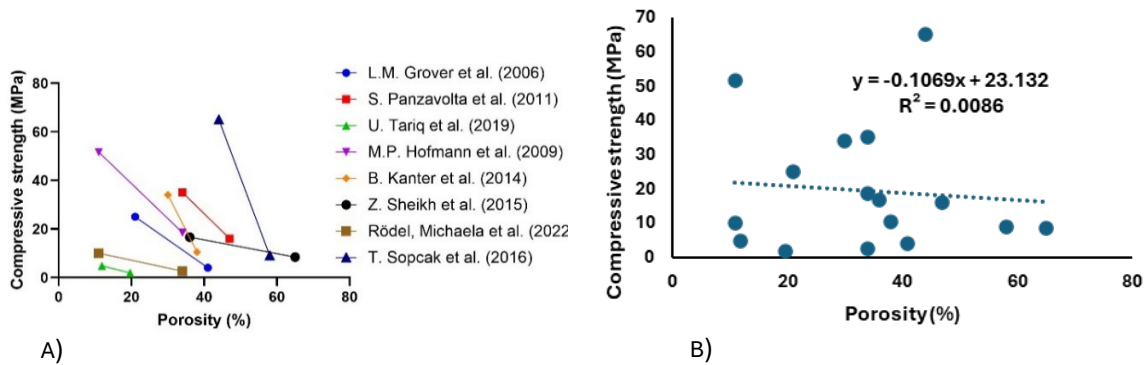 Compressive strength (MPa)
80
60
40
20
0
0 20 40 60 80
Porosity (%)
L.M. Grover et al. (2006)
S. Panzavolta et al. (2011)
U. Tariq et al. (2019)
M.P. Hofmann et al. (2009)
B. Kanter et al. (2014)
Z. Sheikh et al. (2015)
Rödel, Michaela et al. (2022
T. Sopcak et al. (2016)
A)
Compressive strength (MPa)
70
60
50
40
30
20
10
0
0 20 40 60 80
y = -0.1069x + 23.132
R² = 0.0086
Porosity (%)
B)